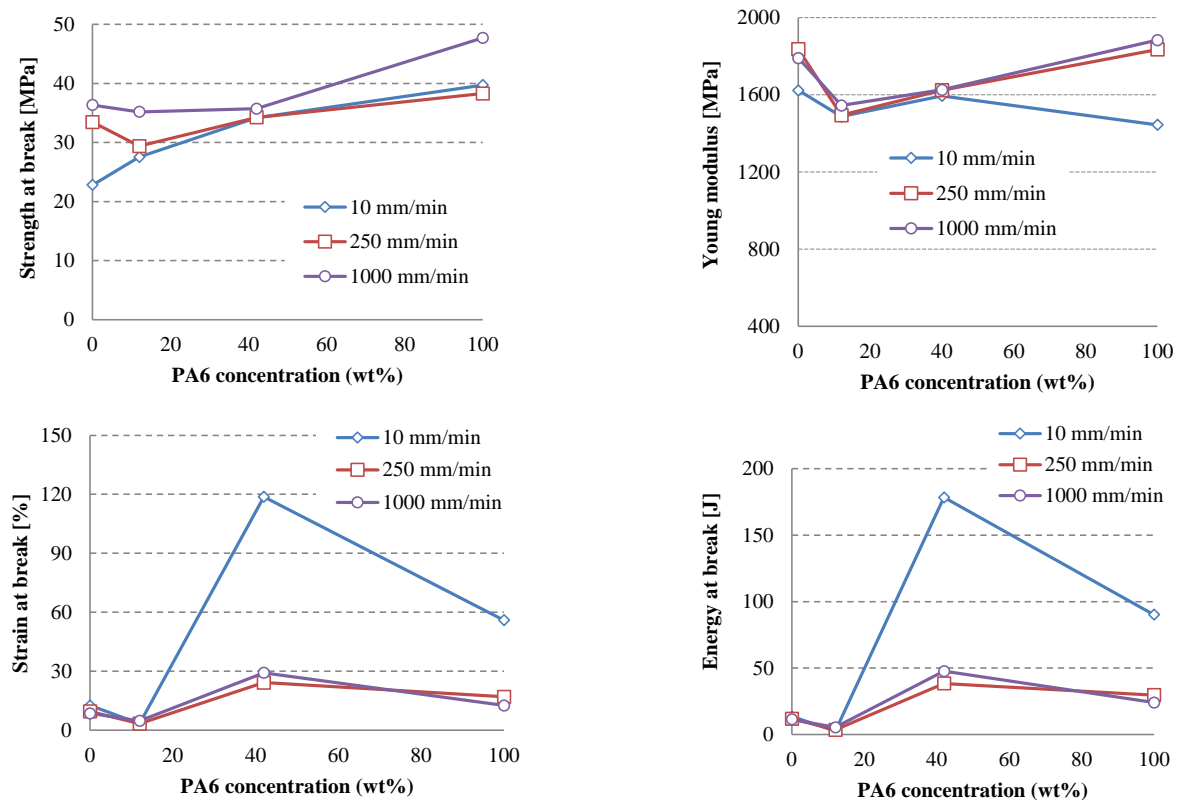 Strength at break [MPa]
50
40
30
20
10
0
10 mm/min
250 mm/min
1000 mm/min
0 20 40 60 80 100
PA6 concentration (wt%)
Young modulus [MPa]
2000
1600
1200
800
400
10 mm/min
250 mm/min
1000 mm/min
0 20 40 60 80 100
PA6 concentration (wt%)
Strain at break [%]
150
120
90
60
30
0
10 mm/min
250 mm/min
1000 mm/min
0 20 40 60 80 100
PA6 concentration (wt%)
Energy at break [J]
200
150
100
50
0
10 mm/min
250 mm/min
1000 mm/min
0 20 40 60 80 100
PA6 concentration (wt%)